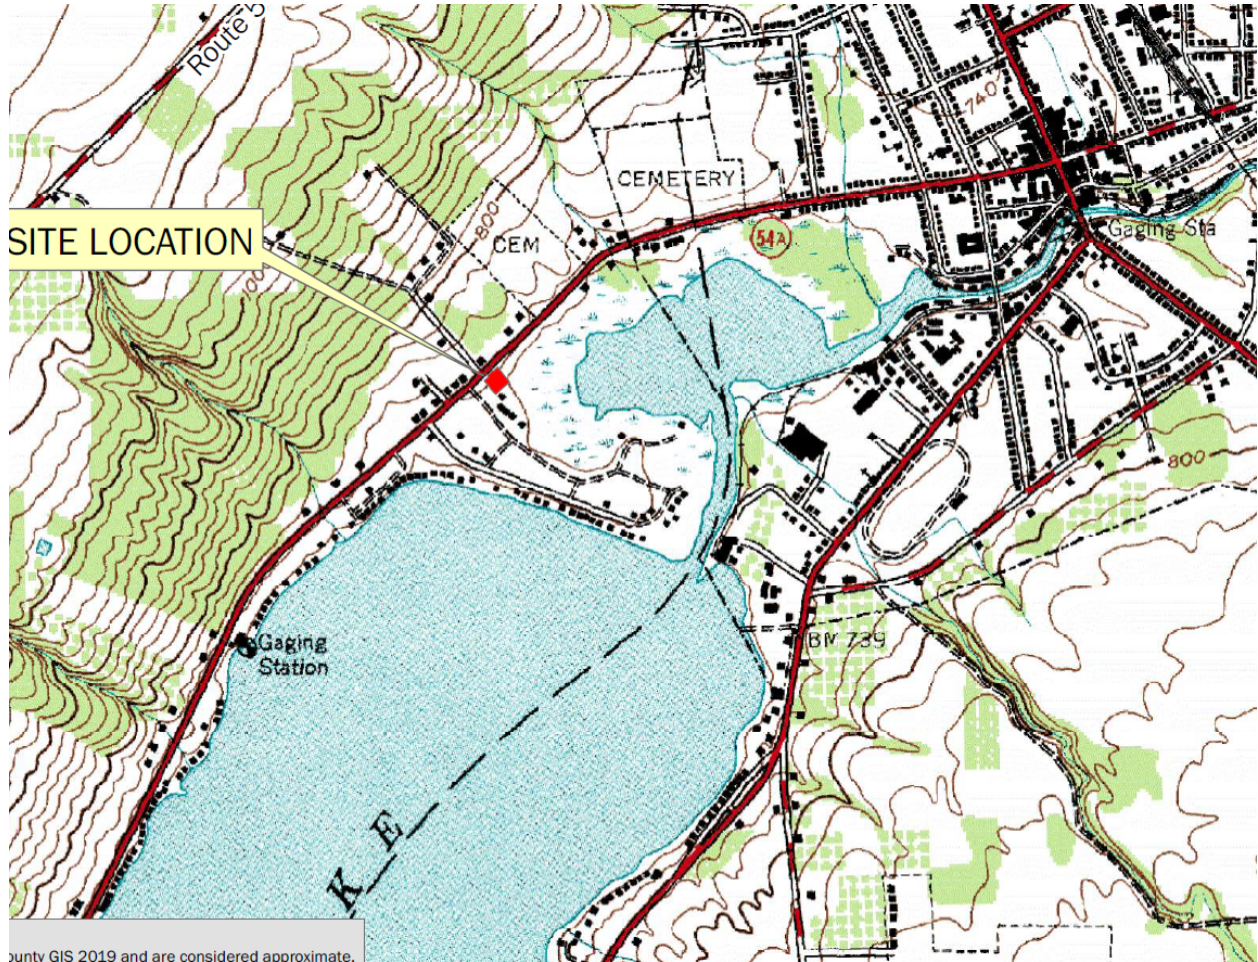 Route 5
740
800
CEMETERY
CEM
SITE LOCATION
54A
Gaging Sta
800
Gaging
Station
BM 739
K E
ounty GIS 2019 and are considered approximate.